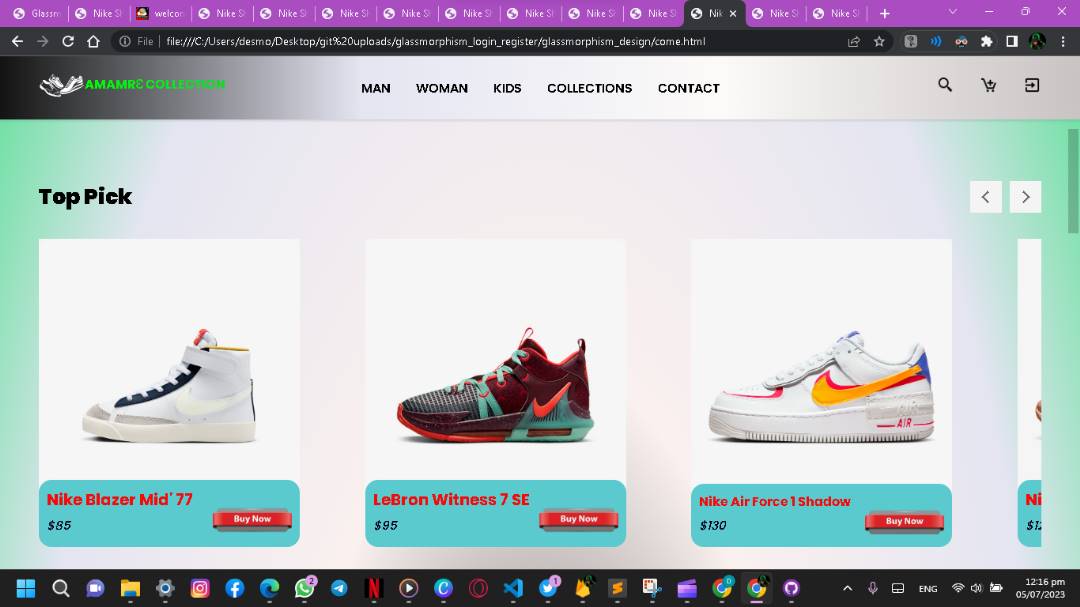 Glassm
Nike Sh
welcom
Nike Sh
Nike Sh
Nike Sh
Nike Sh
Nike Sh
Nike Sh
Nike Sh
Nike Sh
Nik
Nike Sh
Nike Sh
File
file:///C:/Users/desmo/Desktop/git%20uploads/glassmorphism_login_register/glassmorphism_design/come.html
AMAMRƐ COLLECTION
MAN WOMAN KIDS COLLECTIONS CONTACT
Top Pick
AIR
Nike Blazer Mid' 77
$85
Buy Now
LeBron Witness 7 SE
$95
Buy Now
Nike Air Force 1 Shadow
$130
Buy Now
Ni
$12
2
1
ENG
12:16 pm
05/07/2023